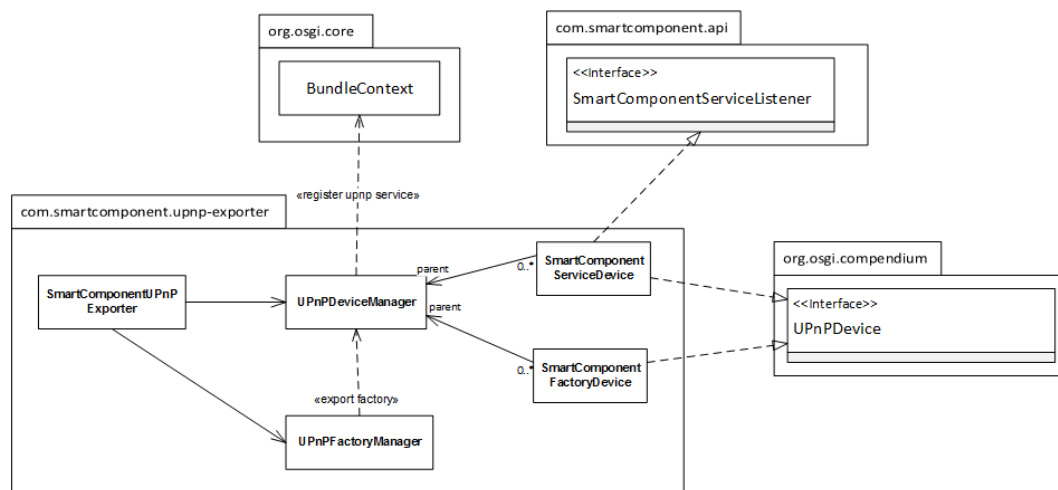 org.osgi.core
BundleContext
com.smartcomponent.api
<<Interface>>
SmartComponentServiceListener
«register upnp service»
com.smartcomponent.upnp-exporter
SmartComponentUPnP
Exporter
UPnPDeviceManager
parent
0..*
SmartComponent
ServiceDevice
parent
0..*
SmartComponent
FactoryDevice
org.osgi.compendium
<<Interface>>
UPnPDevice
«export factory»
UPnPFactoryManager